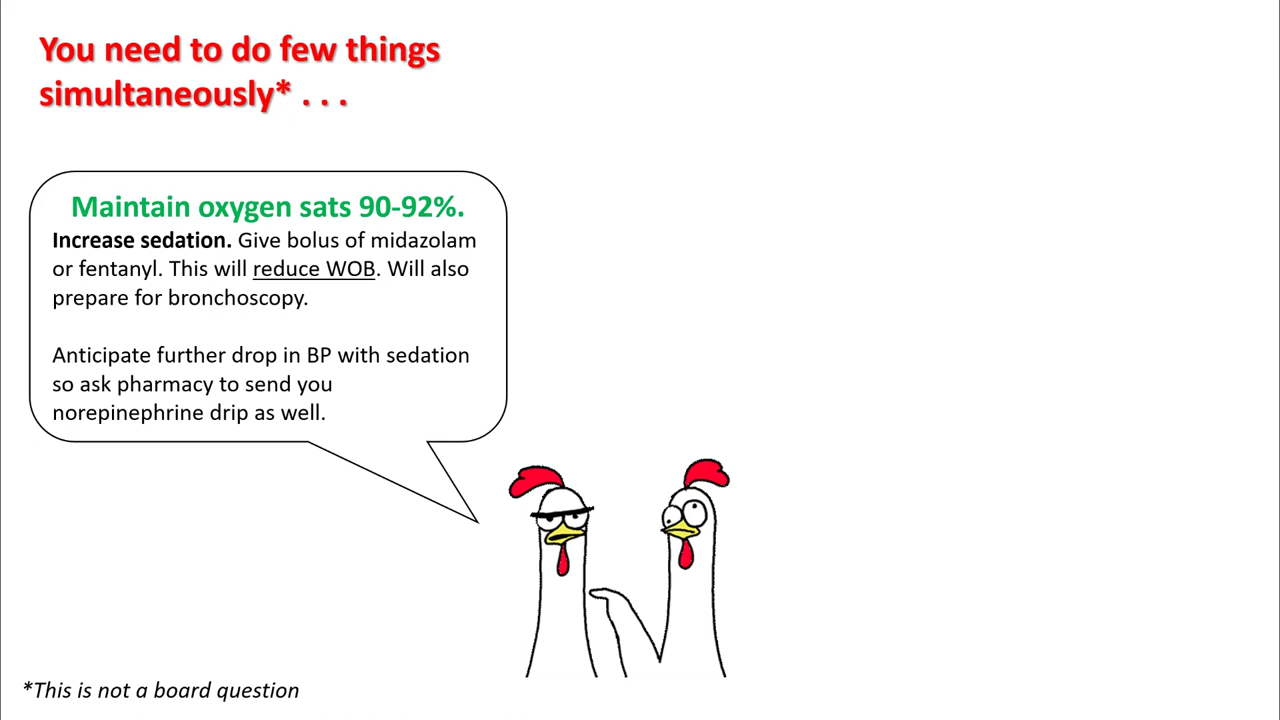 You need to do few things
simultaneously* . . .
Maintain oxygen sats 90-92%.
Increase sedation. Give bolus of midazolam
or fentanyl. This will reduce WOB. Will also
prepare for bronchoscopy.
Anticipate further drop in BP with sedation
so ask pharmacy to send you
norepinephrine drip as well.
*This is not a board question